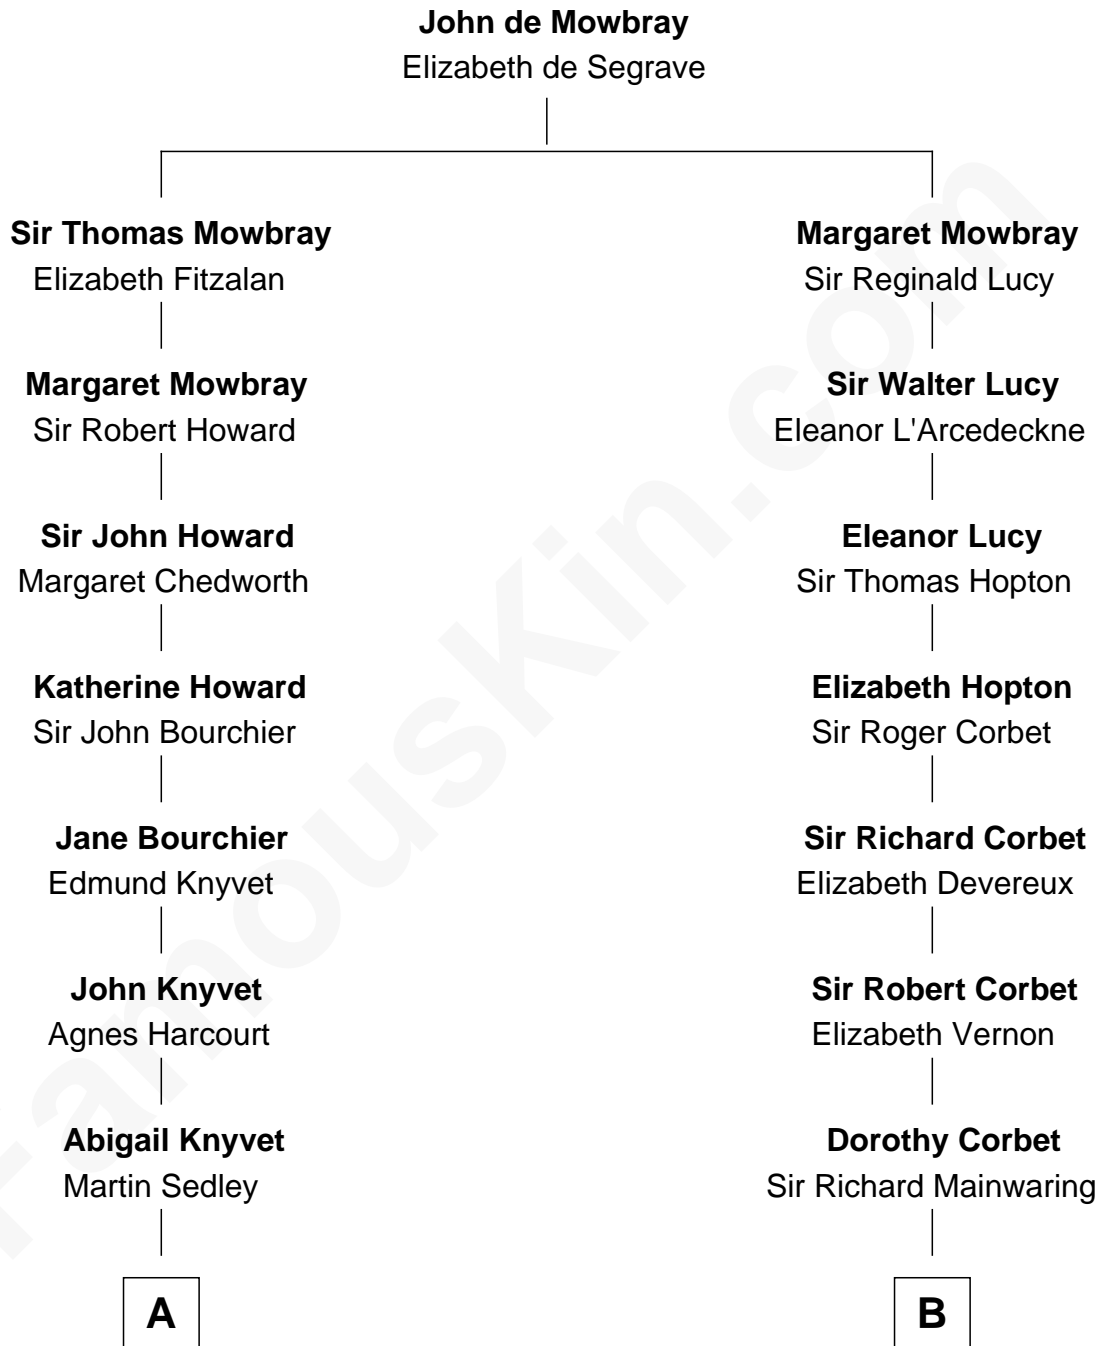 John de Mowbray
Elizabeth de Segrave
Sir Thomas Mowbray
Elizabeth Fitzalan
Margaret Mowbray
Sir Robert Howard
Sir John Howard
Margaret Chedworth
Katherine Howard
Sir John Bourchier
Jane Bourchier
Edmund Knyvet
John Knyvet
Agnes Harcourt
Abigail Knyvet
Martin Sedley
A
Margaret Mowbray
Sir Reginald Lucy
Sir Walter Lucy
Eleanor L'Arcedeckne
Eleanor Lucy
Sir Thomas Hopton
Elizabeth Hopton
Sir Roger Corbet
Sir Richard Corbet
Elizabeth Devereux
Sir Robert Corbet
Elizabeth Vernon
Dorothy Corbet
Sir Richard Mainwaring
B
FamousKin.com